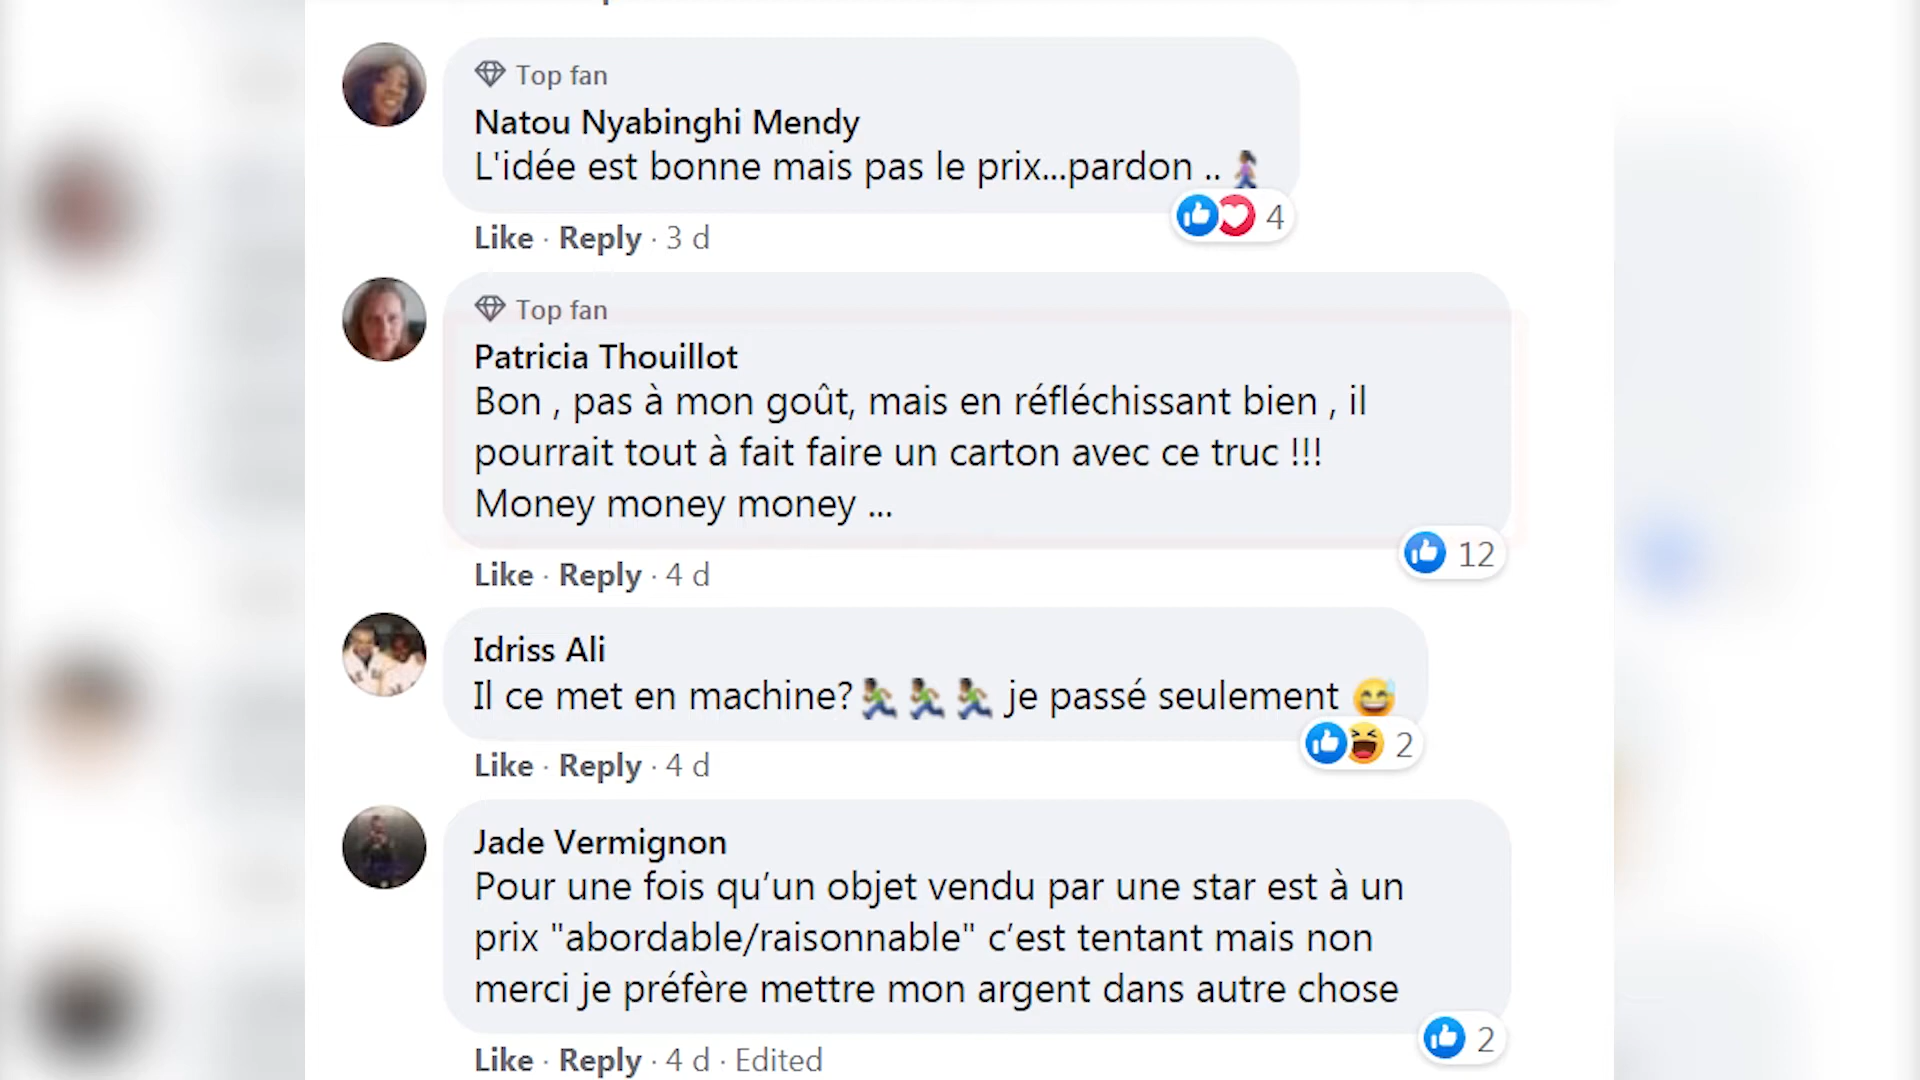 Top fan
Natou Nyabinghi Mendy
L'idée est bonne mais pas le prix...pardon .. 🚶🏽‍♀️
4
Like · Reply · 3 d
Top fan
Patricia Thouillot
Bon , pas à mon goût, mais en réfléchissant bien , il
pourrait tout à fait faire un carton avec ce truc !!!
Money money money ...
12
Like · Reply · 4 d
Idriss Ali
Il ce met en machine?🏃🏾🏃🏾🏃🏾 je passé seulement 😅
2
Like · Reply · 4 d
Jade Vermignon
Pour une fois qu’un objet vendu par une star est à un
prix "abordable/raisonnable" c’est tentant mais non
merci je préfère mettre mon argent dans autre chose
2
Like · Reply · 4 d · Edited